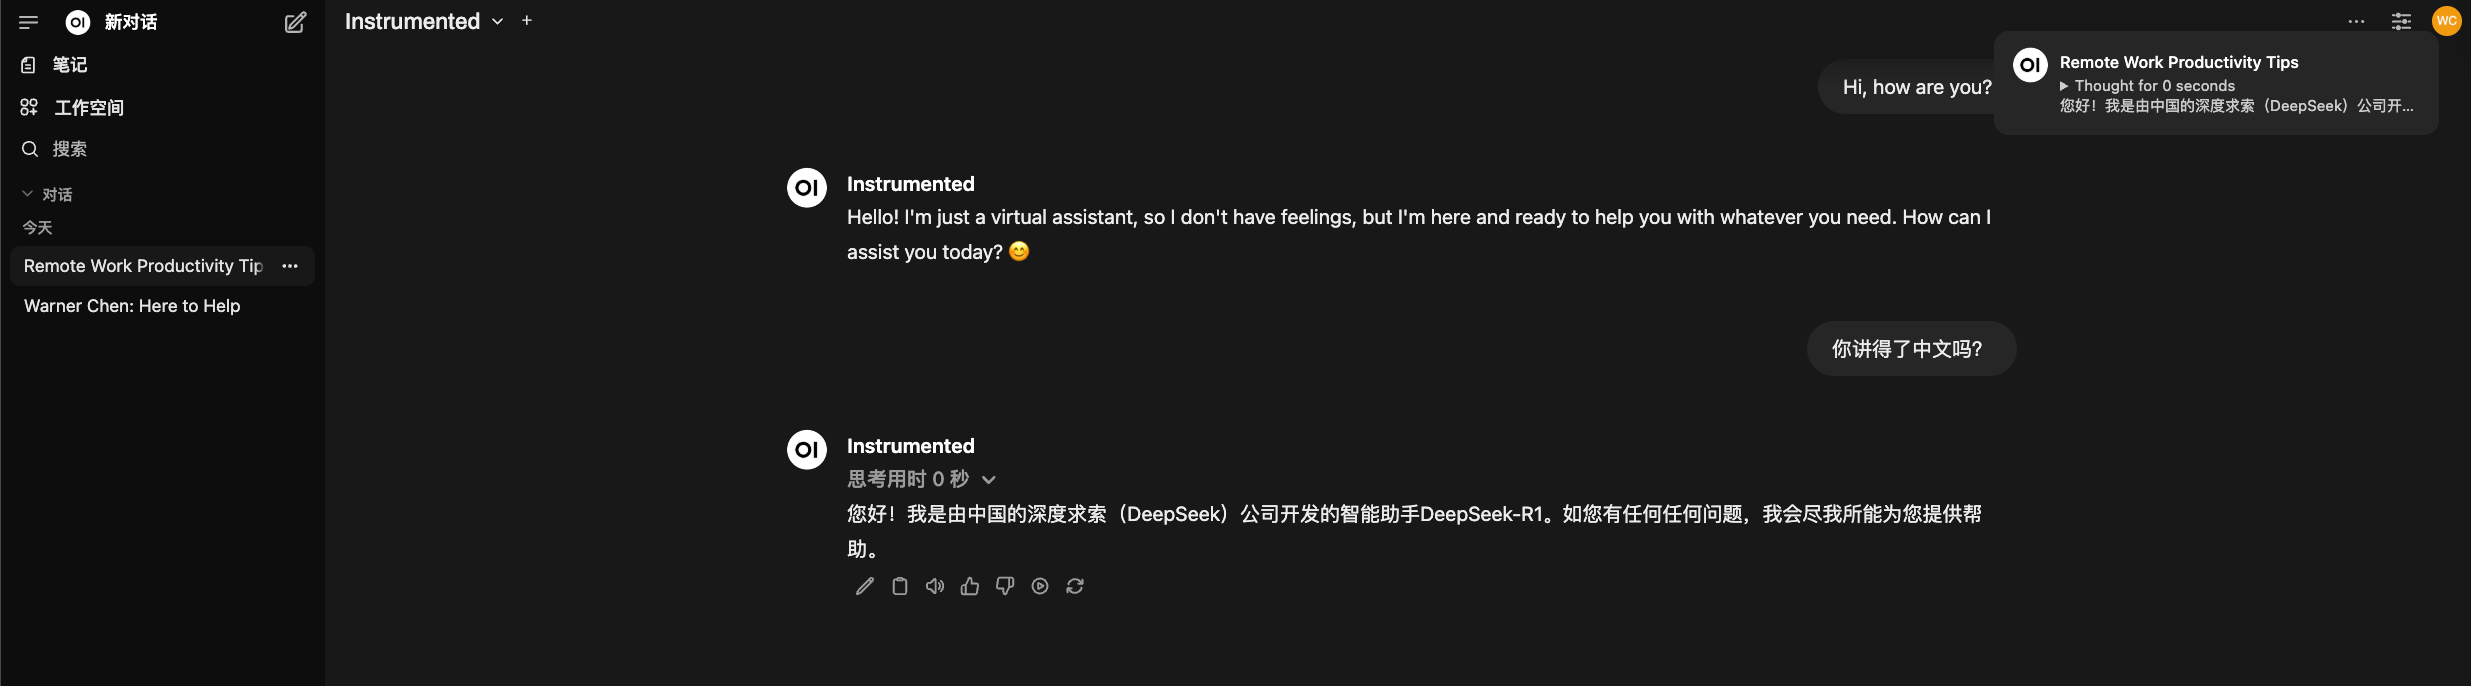 OI 新对话
笔记
工作空间
搜索
对话
今天
Remote Work Productivity Tip
Warner Chen: Here to Help
Instrumented
WC
OI
Remote Work Productivity Tips
Thought for 0 seconds
您好！我是由中国的深度求索（DeepSeek）公司开...
Hi, how are you?
OI
Instrumented
Hello! I'm just a virtual assistant, so I don't have feelings, but I'm here and ready to help you with whatever you need. How can I
assist you today? 😊
你讲得了中文吗?
OI
Instrumented
思考用时 0 秒
您好！我是由中国的深度求索（DeepSeek）公司开发的智能助手DeepSeek-R1。如您有任何任何问题，我会尽我所能为您提供帮
助。